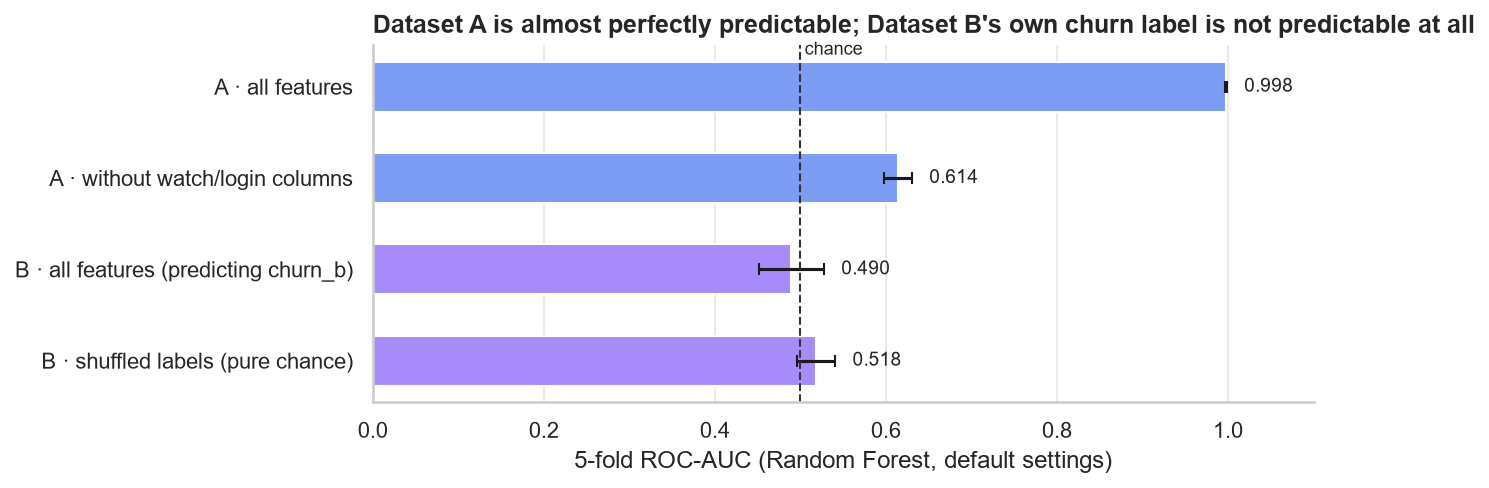 Dataset A is almost perfectly predictable; Dataset B's own churn label is not predictable at all
chance
A · all features
0.998
A · without watch/login columns
0.614
B · all features (predicting churn_b)
0.490
B · shuffled labels (pure chance)
0.518
0.0 0.2 0.4 0.6 0.8 1.0
5-fold ROC-AUC (Random Forest, default settings)